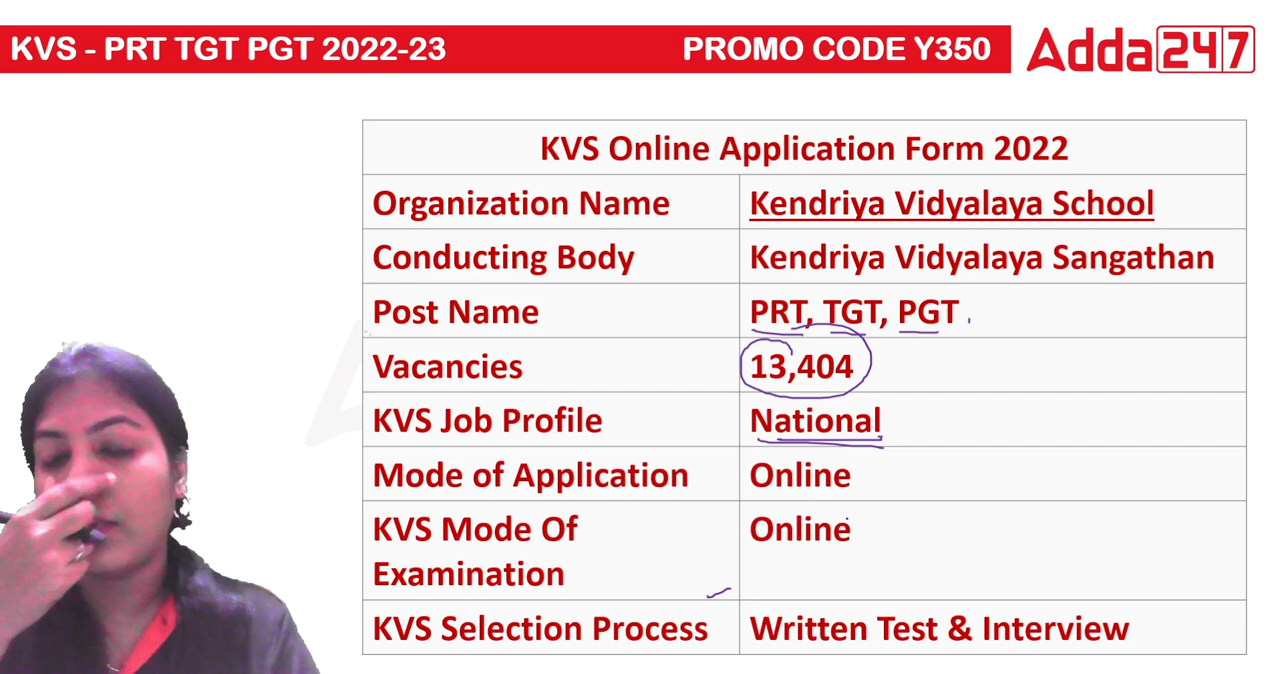 KVS - PRT TGT PGT 2022-23
PROMO CODE Y350
Adda247
KVS Online Application Form 2022
Organization Name
Kendriya Vidyalaya School
Conducting Body
Kendriya Vidyalaya Sangathan
Post Name
PRT, TGT, PGT
Vacancies
13,404
KVS Job Profile
National
Mode of Application
Online
KVS Mode Of
Examination
Online
KVS Selection Process
Written Test & Interview